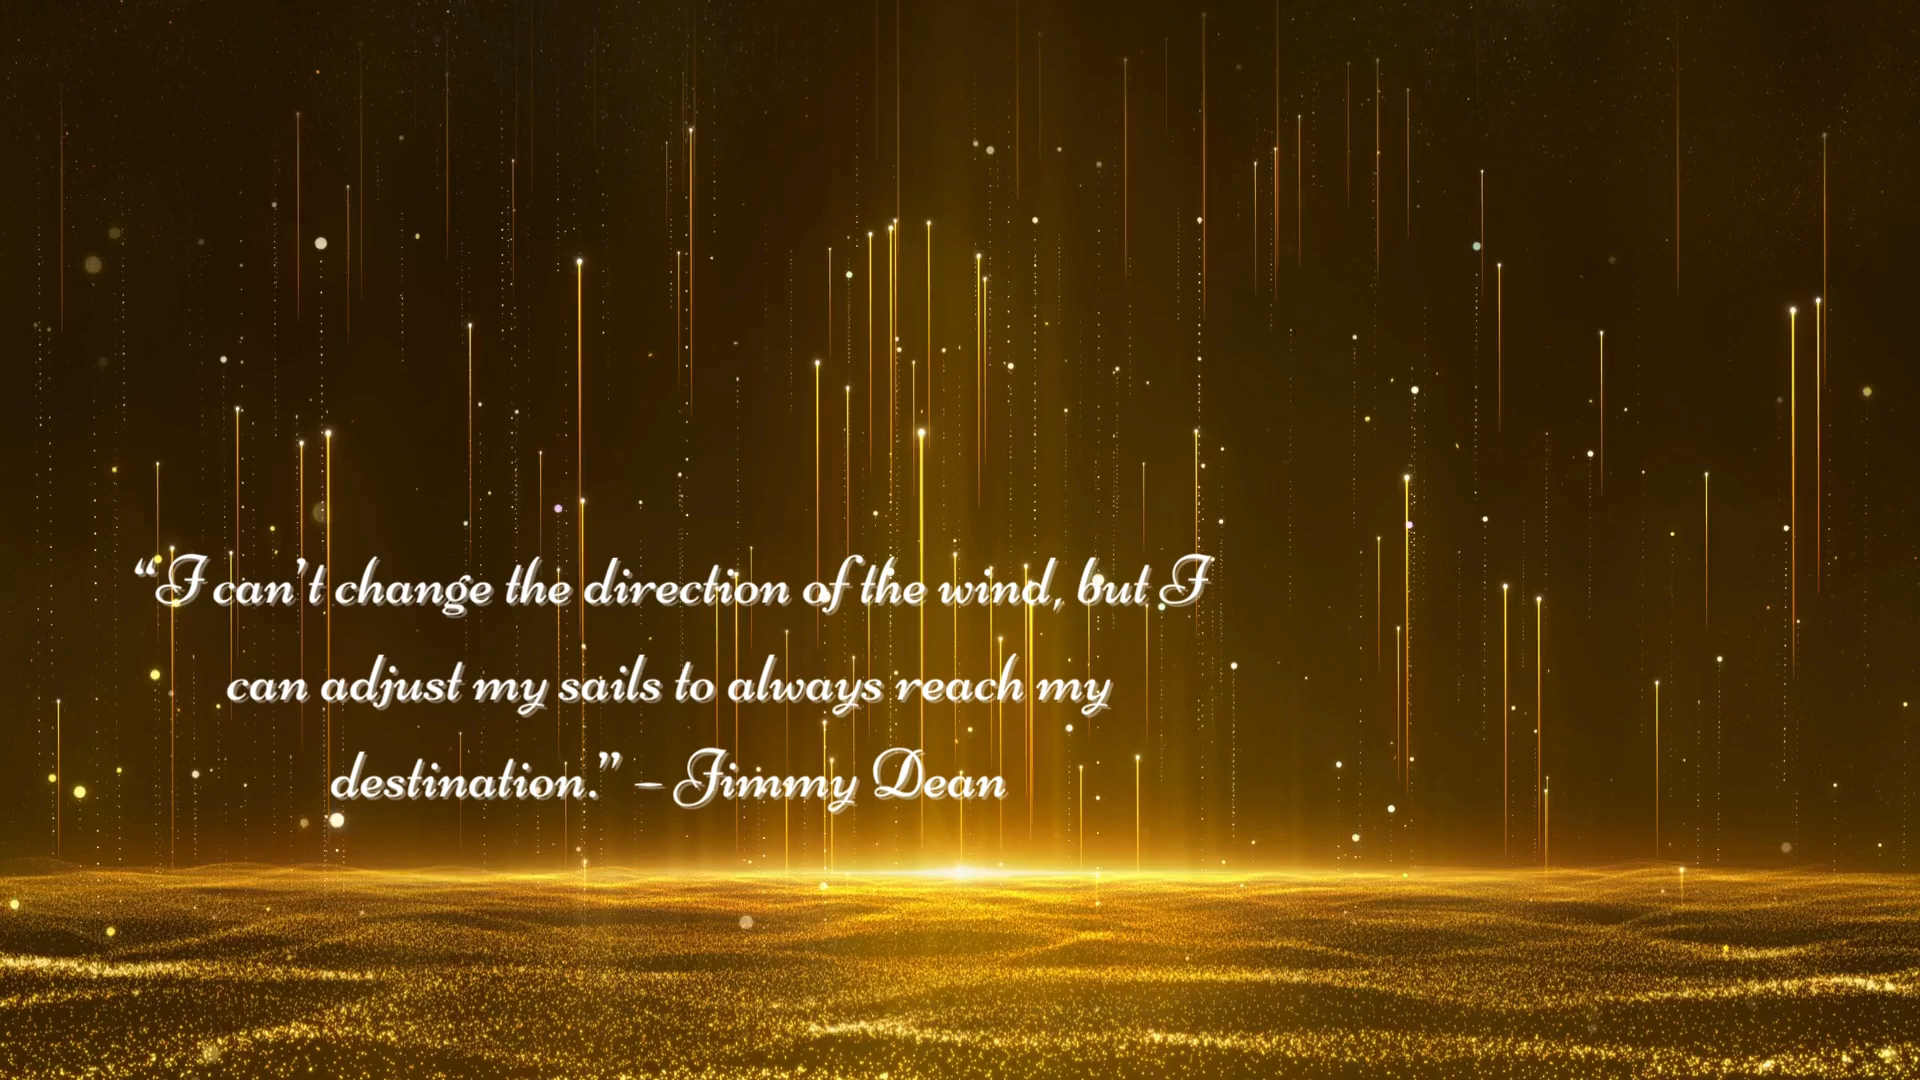 “I can’t change the direction of the wind, but I
can adjust my sails to always reach my
destination.” – Jimmy Dean